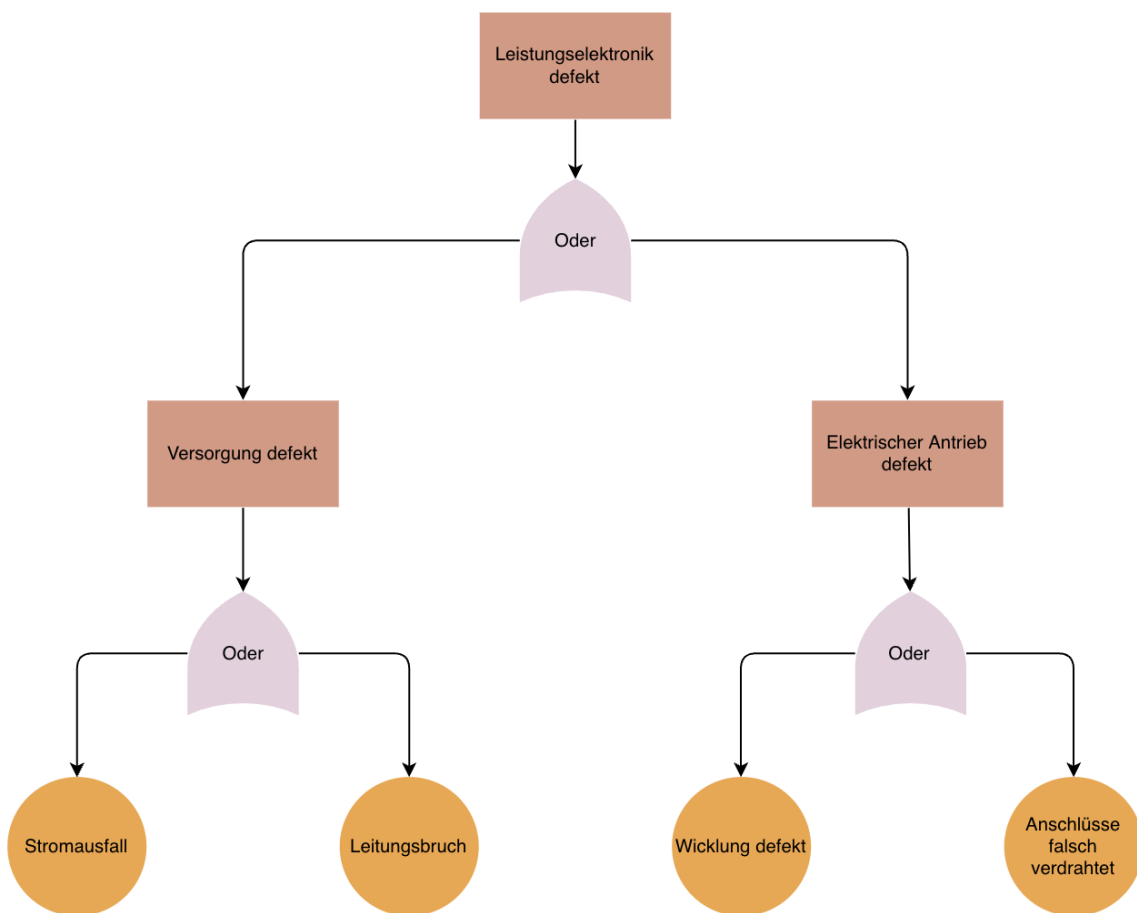 Leistungselektronik
defekt
Oder
Versorgung defekt
Elektrischer Antrieb
defekt
Oder
Oder
Stromausfall
Leitungsbruch
Wicklung defekt
Anschlüsse
falsch
verdrahtet